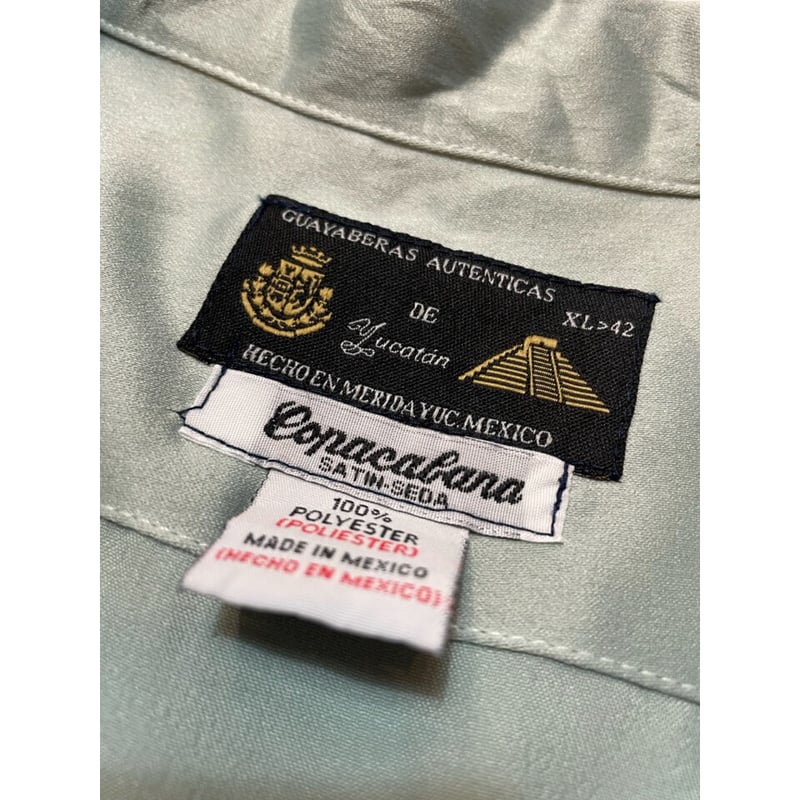 GUAYABERAS AUTENTICAS
DE
XL>42
Yucatán
HECHO EN MERIDA YUC. MEXICO
Copacabana
SATIN-SEDA
100%
POLYESTER
(POLIESTER)
MADE IN MEXICO
(HECHO EN MEXICO)